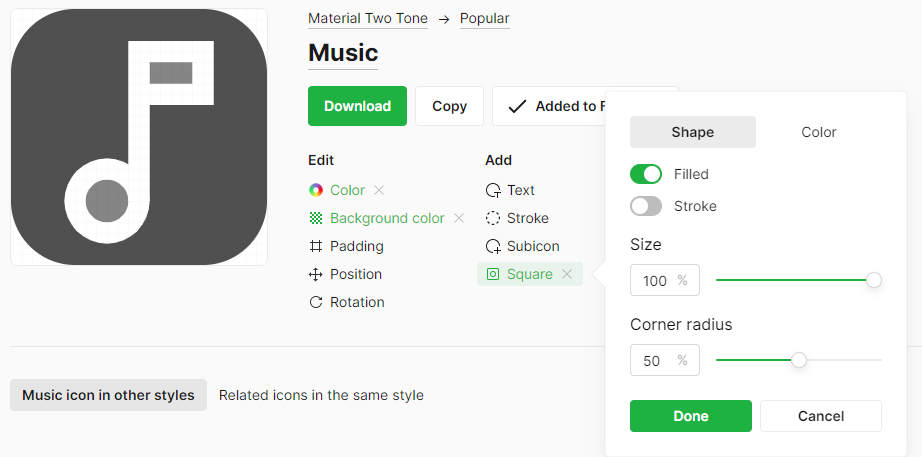 Material Two Tone → Popular
Music
Download
Copy
Added to F
Edit
Color
Background color
Padding
Position
Rotation
Add
Text
Stroke
Subicon
Square
Shape
Color
Filled
Stroke
Size
100 %
Corner radius
50 %
Done
Cancel
Music icon in other styles
Related icons in the same style